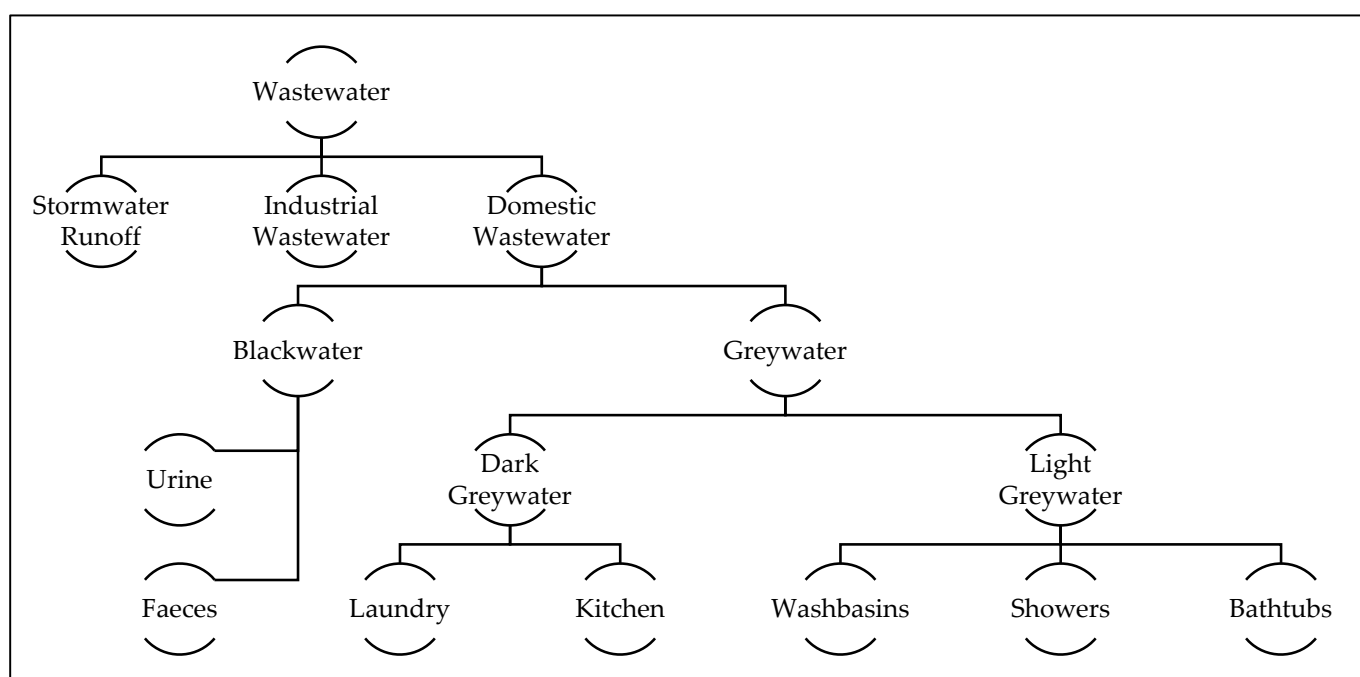 Wastewater
Stormwater
Runoff
Industrial
Wastewater
Domestic
Wastewater
Blackwater
Greywater
Urine
Dark
Greywater
Light
Greywater
Faeces
Laundry
Kitchen
Washbasins
Showers
Bathtubs